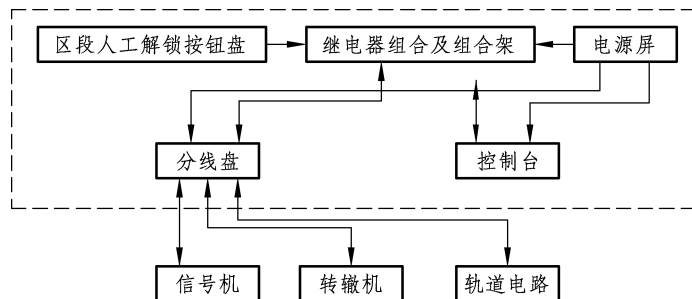 区段人工解锁按钮盘
继电器组合及组合架
电源屏
分线盘
控制台
信号机
转辙机
轨道电路